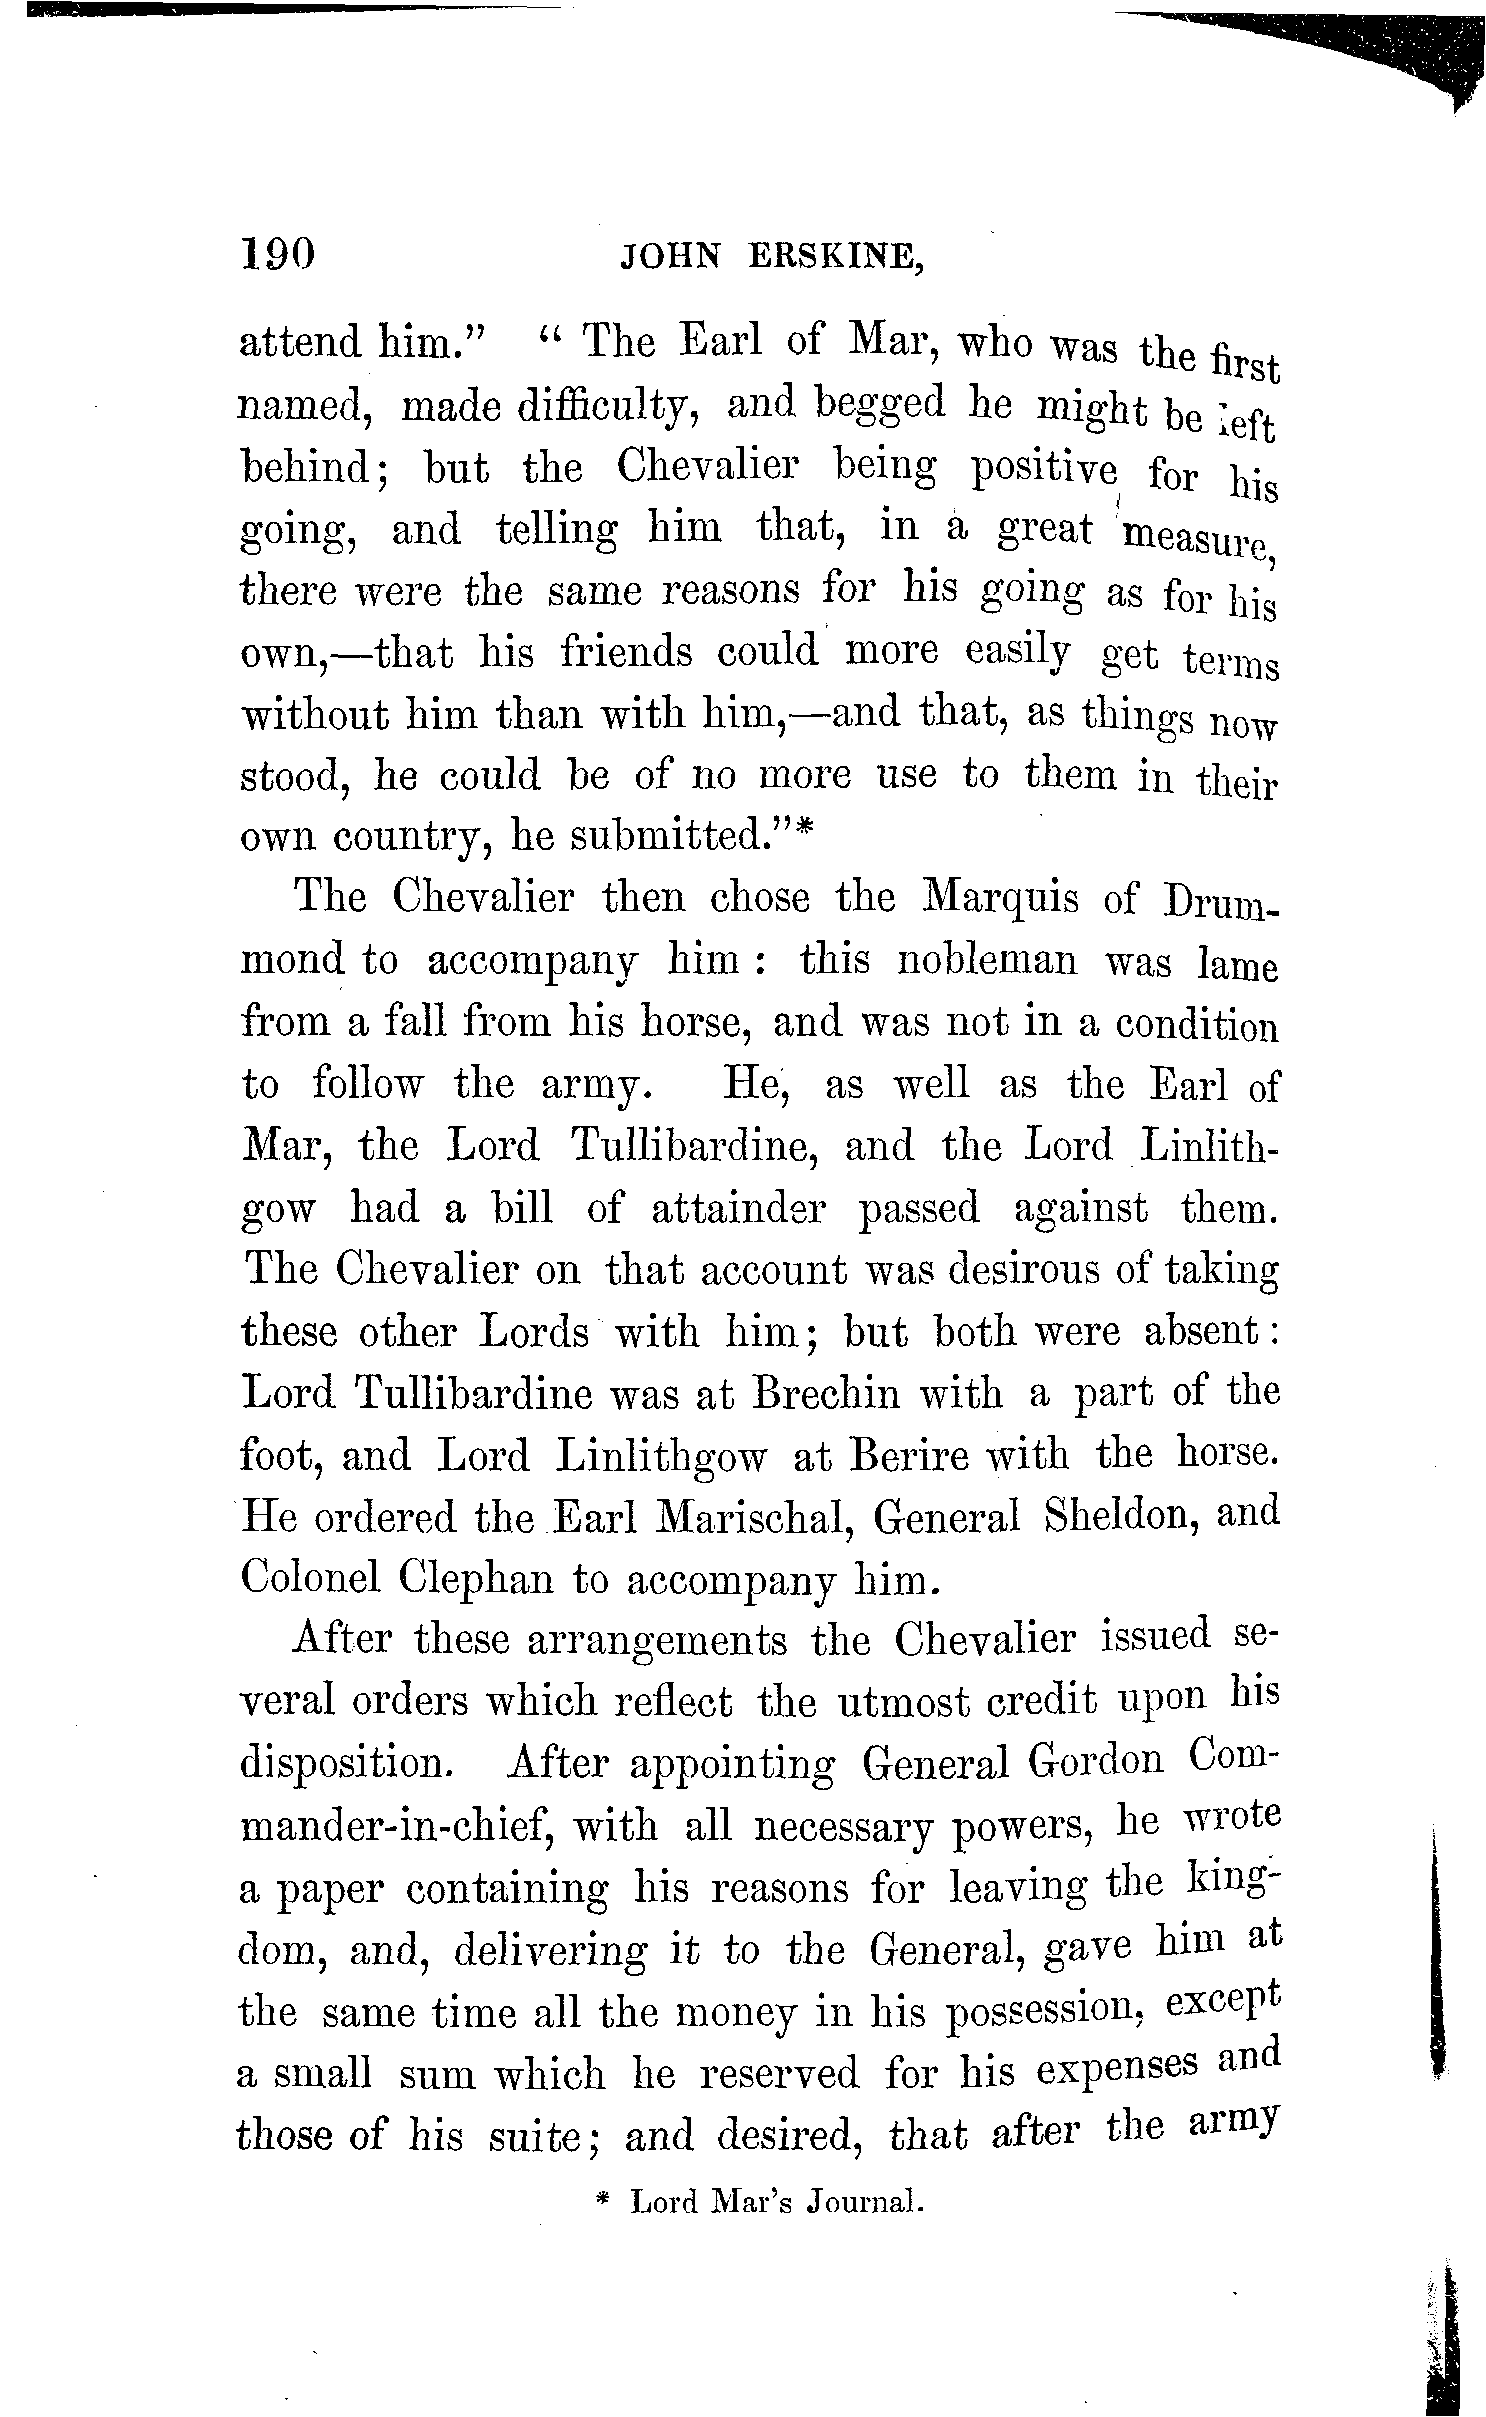 190 JOHN ERSKINE,
attend him.” “ The Earl of Mar, who was the first
named, made difficulty, and begged he might be left
behind; but the Chevalier being positive for his
going, and telling him that, in a great measure,
there were the same reasons for his going as for his
own,—that his friends could more easily get terms
without him than with him,—and that, as things now
stood, he could be of no more use to them in their
own country, he submitted.”*
The Chevalier then chose the Marquis of Drum-
mond to accompany him : this nobleman was lame
from a fall from his horse, and was not in a condition
to follow the army. He, as well as the Earl of
Mar, the Lord Tullibardine, and the Lord Linlith-
gow had a bill of attainder passed against them.
The Chevalier on that account was desirous of taking
these other Lords with him; but both were absent :
Lord Tullibardine was at Brechin with a part of the
foot, and Lord Linlithgow at Berire with the horse.
He ordered the Earl Marischal, General Sheldon, and
Colonel Clephan to accompany him.
After these arrangements the Chevalier issued se-
veral orders which reflect the utmost credit upon his
disposition. After appointing General Gordon Com-
mander-in-chief, with all necessary powers, he wrote
a paper containing his reasons for leaving the king-
dom, and, delivering it to the General, gave him at
the same time all the money in his possession, except
a small sum which he reserved for his expenses and
those of his suite; and desired, that after the army
* Lord Mar’s Journal.